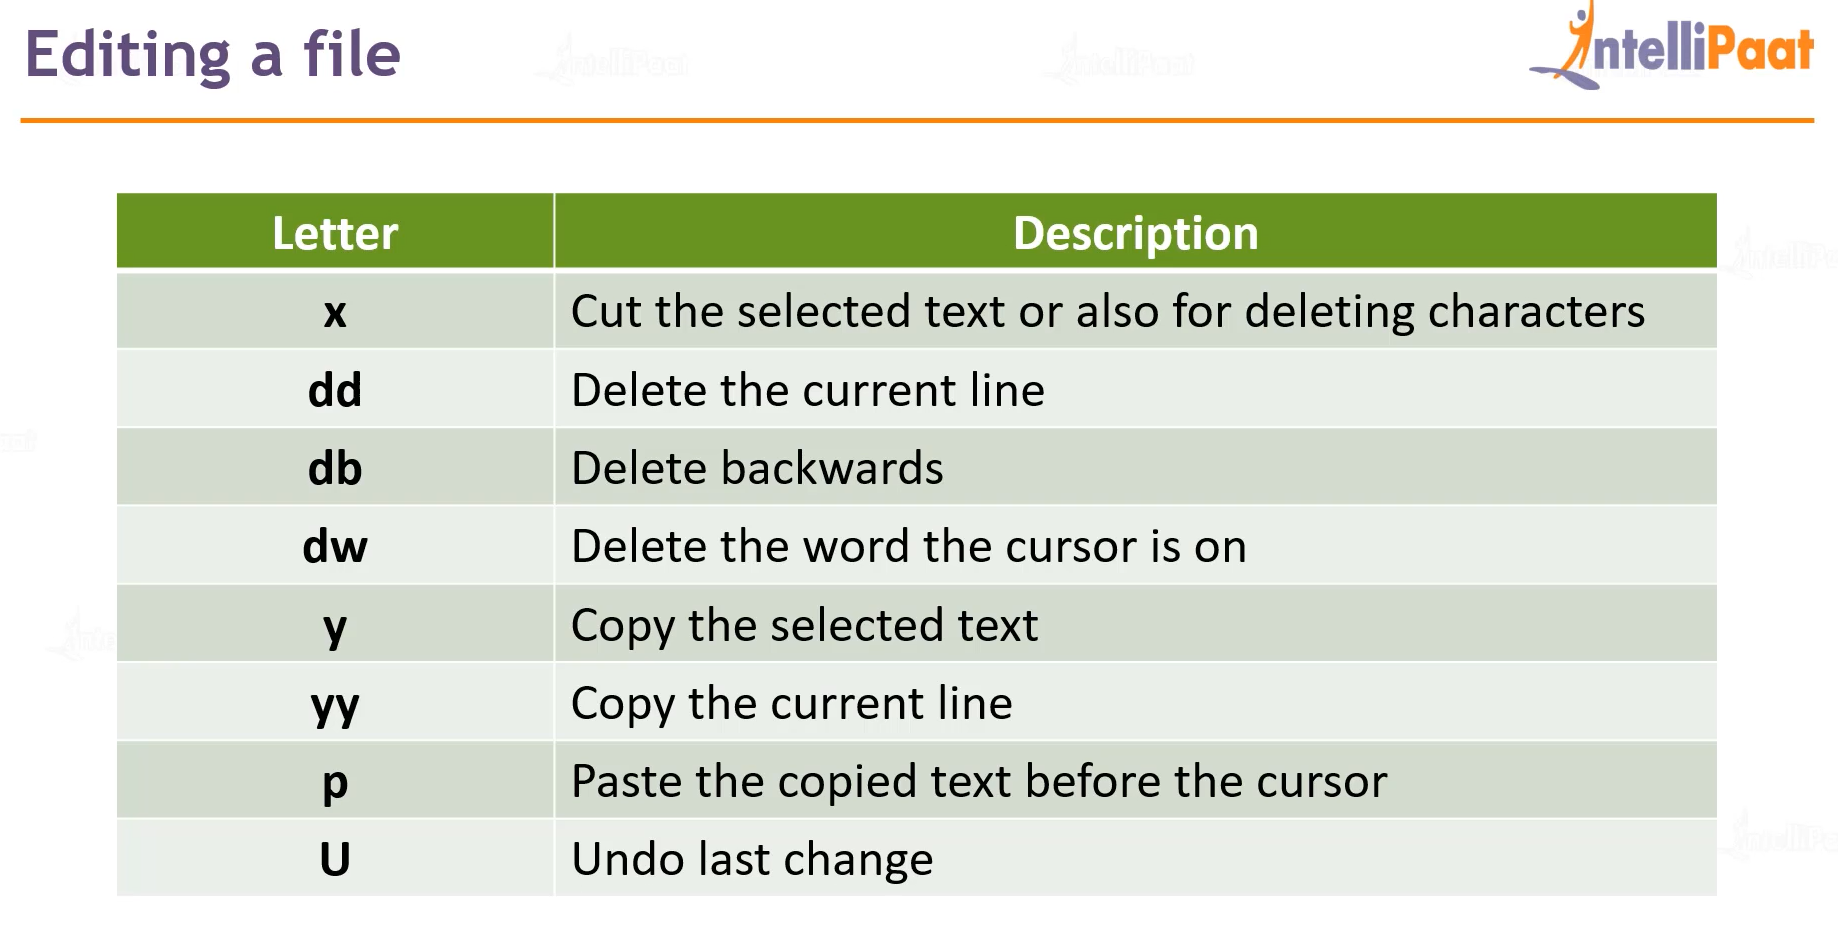 Editing a file
IntelliPaat
Letter Description
x Cut the selected text or also for deleting characters
dd Delete the current line
db Delete backwards
dw Delete the word the cursor is on
y Copy the selected text
yy Copy the current line
p Paste the copied text before the cursor
U Undo last change